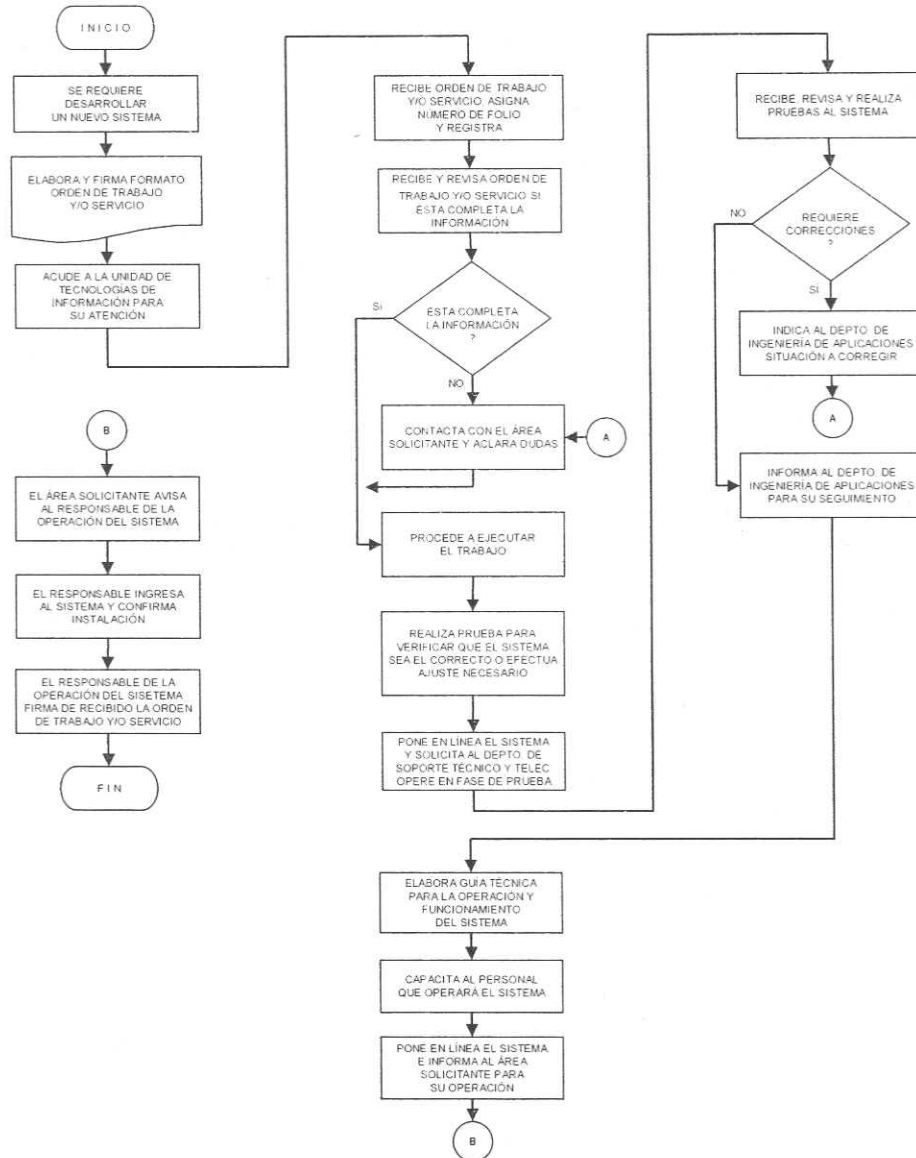 INICIO
SE REQUIERE
DESARROLLAR
UN NUEVO SISTEMA
ELABORA Y FIRMA FORMATO
ORDEN DE TRABAJO
Y/O SERVICIO
ACUDE A LA UNIDAD DE
TECNOLOGÍAS DE
INFORMACIÓN PARA
SU ATENCIÓN
RECIBE ORDEN DE TRABAJO
Y/O SERVICIO, ASIGNA
NÚMERO DE FOLIO
Y REGISTRA
RECIBE Y REVISA ORDEN DE
TRABAJO Y/O SERVICIO SI
ESTA COMPLETA LA
INFORMACIÓN
SI
ESTA COMPLETA
LA INFORMACIÓN
?
NO
CONTACTA CON EL ÁREA
SOLICITANTE Y ACLARA DUDAS
A
PROCEDE A EJECUTAR
EL TRABAJO
REALIZA PRUEBA PARA
VERIFICAR QUE EL SISTEMA
SEA EL CORRECTO O EFECTUA
AJUSTE NECESARIO
PONE EN LÍNEA EL SISTEMA
Y SOLICITA AL DEPTO. DE
SOPORTE TÉCNICO Y TELEC
OPERE EN FASE DE PRUEBA
RECIBE, REVISA Y REALIZA
PRUEBAS AL SISTEMA
NO
REQUIERE
CORRECCIONES
?
SI
INDICA AL DEPTO. DE
INGENIERÍA DE APLICACIONES
SITUACIÓN A CORREGIR
A
INFORMA AL DEPTO. DE
INGENIERÍA DE APLICACIONES
PARA SU SEGUIMIENTO
ELABORA GUÍA TÉCNICA
PARA LA OPERACIÓN Y
FUNCIONAMIENTO
DEL SISTEMA
CAPACITA AL PERSONAL
QUE OPERARÁ EL SISTEMA
PONE EN LÍNEA EL SISTEMA
E INFORMA AL ÁREA
SOLICITANTE PARA
SU OPERACIÓN
B
B
EL ÁREA SOLICITANTE AVISA
AL RESPONSABLE DE LA
OPERACIÓN DEL SISTEMA
EL RESPONSABLE INGRESA
AL SISTEMA Y CONFIRMA
INSTALACIÓN
EL RESPONSABLE DE LA
OPERACIÓN DEL SISETEMA
FIRMA DE RECIBIDO LA ORDEN
DE TRABAJO Y/O SERVICIO
FIN